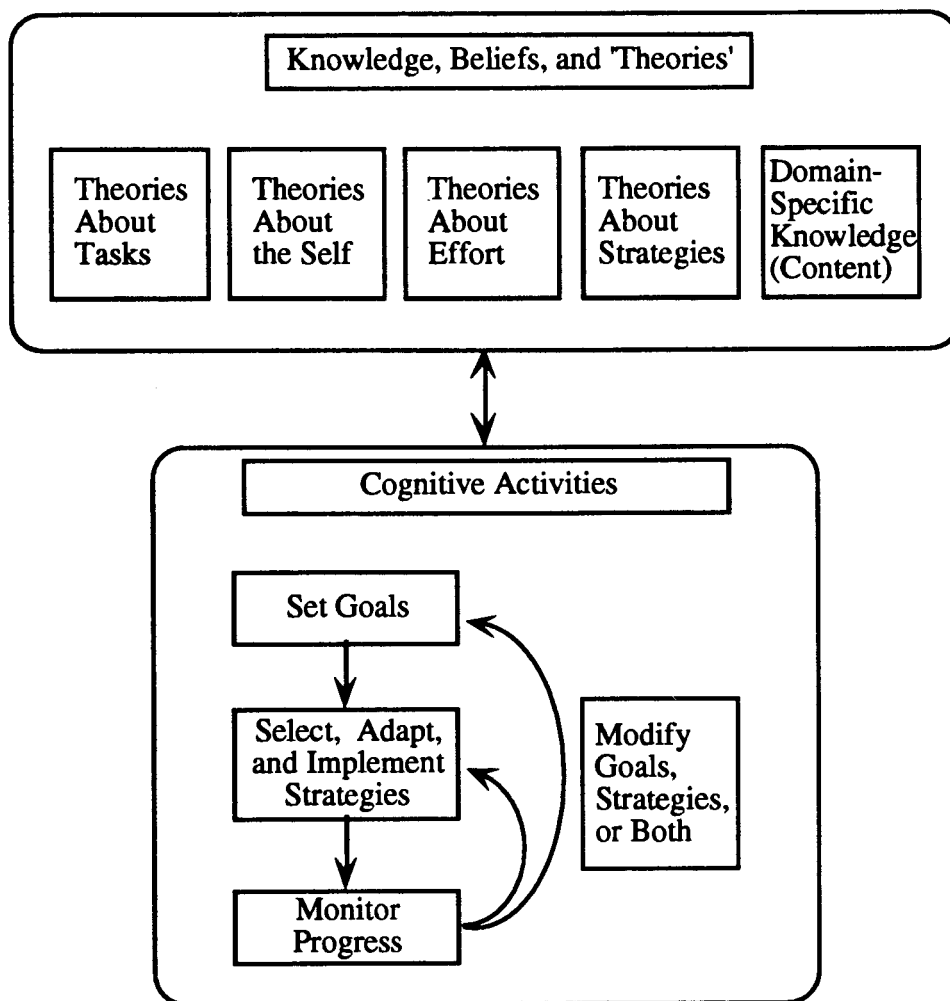 Knowledge, Beliefs, and 'Theories'
Theories
About
Tasks
Theories
About
the Self
Theories
About
Effort
Theories
About
Strategies
Domain-
Specific
Knowledge
(Content)
Cognitive Activities
Set Goals
Select, Adapt,
and Implement
Strategies
Monitor
Progress
Modify
Goals,
Strategies,
or Both